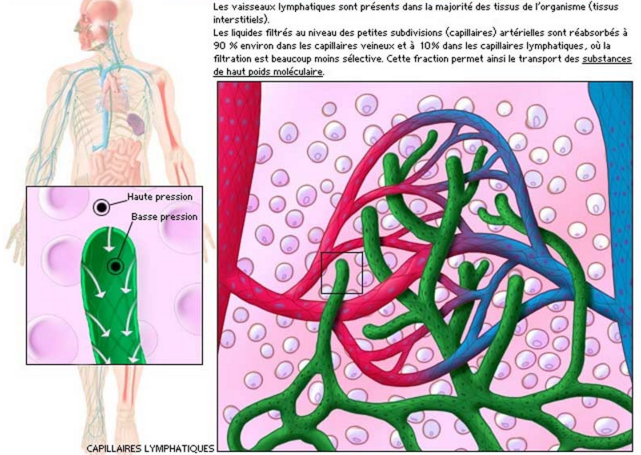 Les vaisseaux lymphatiques sont présents dans la majorité des tissus de l'organisme (tissus
interstitiels).
Les liquides filtrés au niveau des petites subdivisions (capillaires) artérielles sont réabsorbés à
90 % environ dans les capillaires veineux et à 10% dans les capillaires lymphatiques, où la
filtration est beaucoup moins sélective. Cette fraction permet ainsi le transport des substances
de haut poids moléculaire.
Haute pression
Basse pression
CAPILLAIRES LYMPHATIQUES